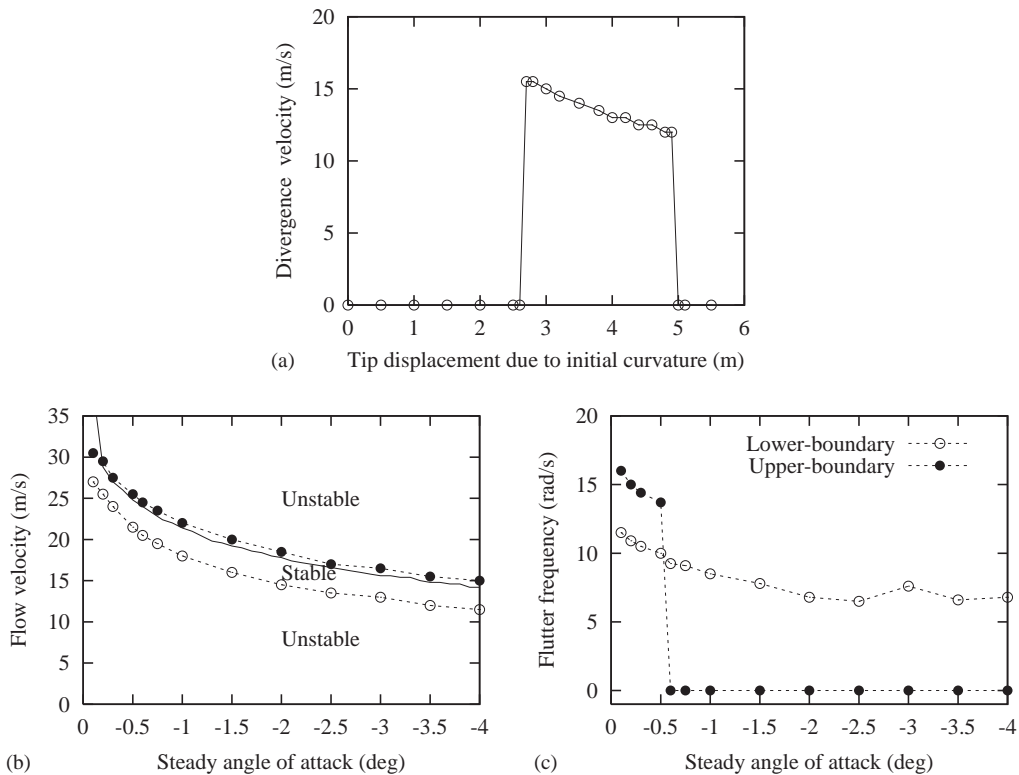 20
15
10
5
0
Divergence velocity (m/s)
0 1 2 3 4 5 6
(a) Tip displacement due to initial curvature (m)
35
30
25
20
15
10
5
0
Flow velocity (m/s)
Unstable
Stable
Unstable
0 -0.5 -1 -1.5 -2 -2.5 -3 -3.5 -4
(b) Steady angle of attack (deg)
20
15
10
5
0
Flutter frequency (rad/s)
Lower-boundary
Upper-boundary
0 -0.5 -1 -1.5 -2 -2.5 -3 -3.5 -4
(c) Steady angle of attack (deg)